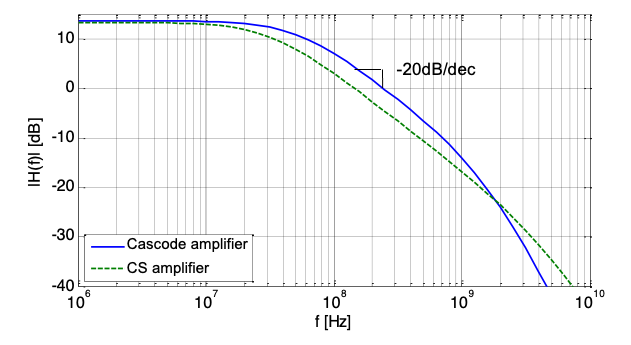 10
0
-10
-20
-30
-40
|H(f)| [dB]
-20dB/dec
Cascode amplifier
CS amplifier
10^6
10^7
10^8
10^9
10^10
f [Hz]